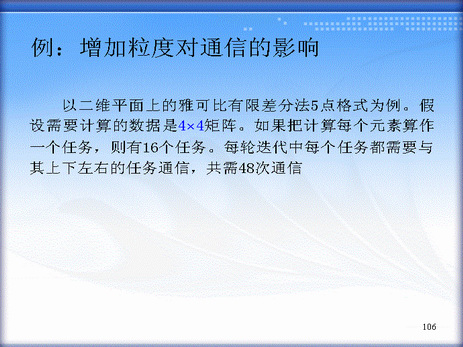 例：增加粒度对通信的影响
以二维平面上的雅可比有限差分法5点格式为例。假
设需要计算的数据是4×4矩阵。如果把计算每个元素算作
一个任务，则有16个任务。每轮迭代中每个任务都需要与
其上下左右的任务通信，共需48次通信
106